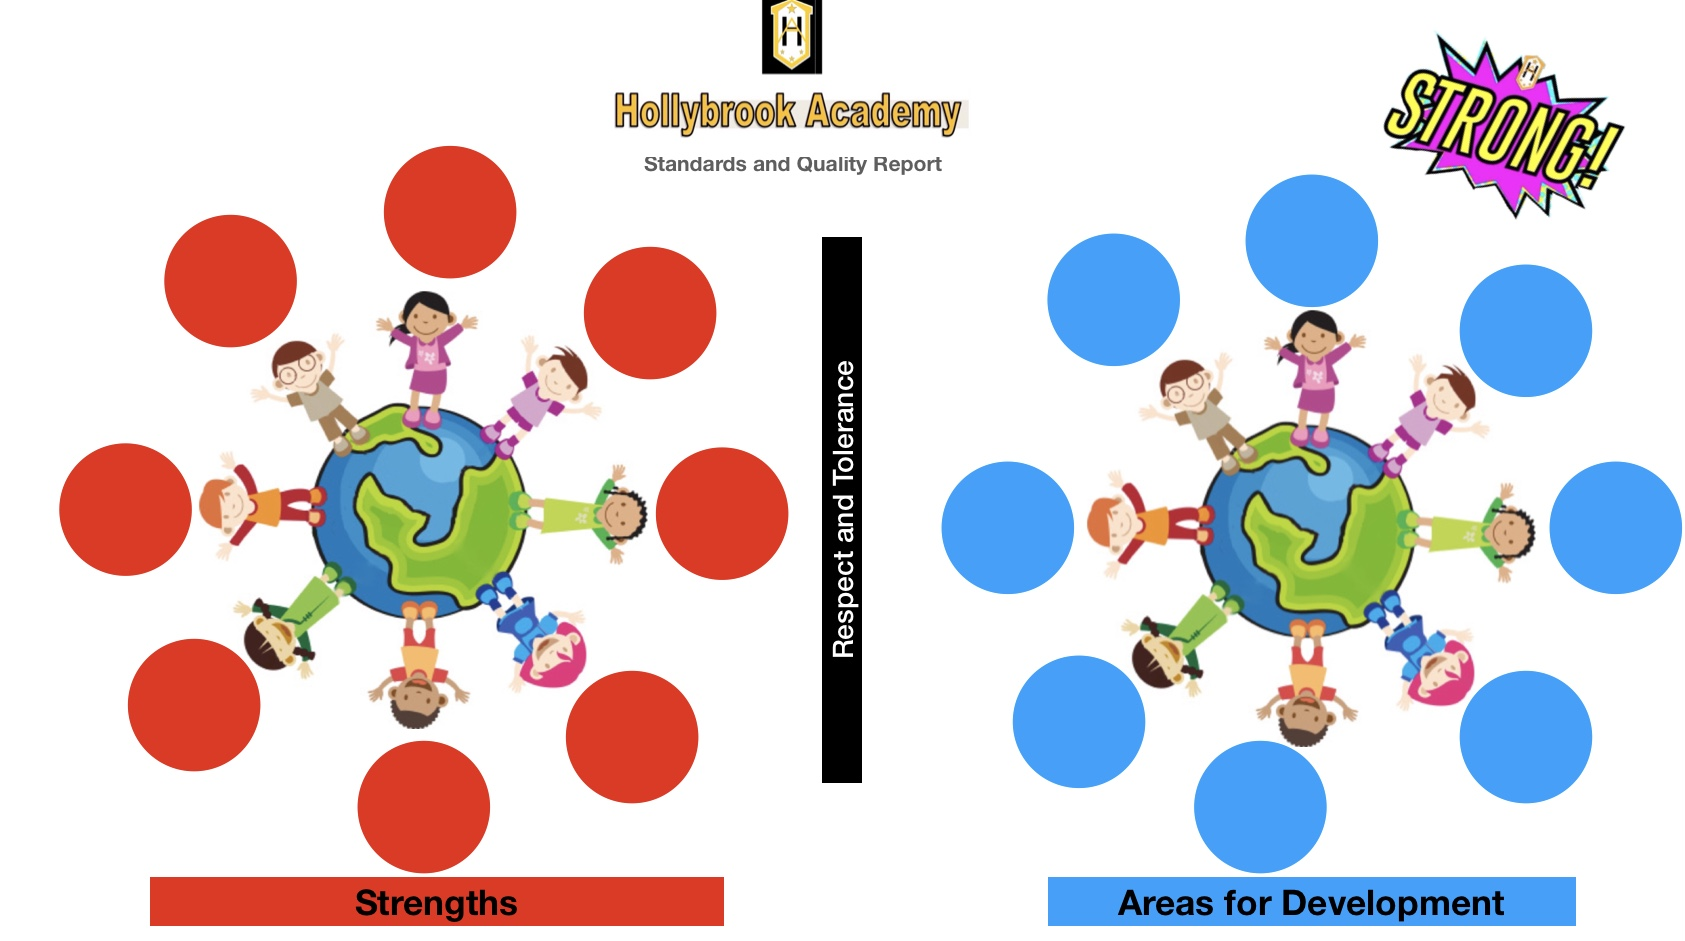 H
Hollybrook Academy
Standards and Quality Report
H
STRONG!
Respect and Tolerance
Strengths
Areas for Development